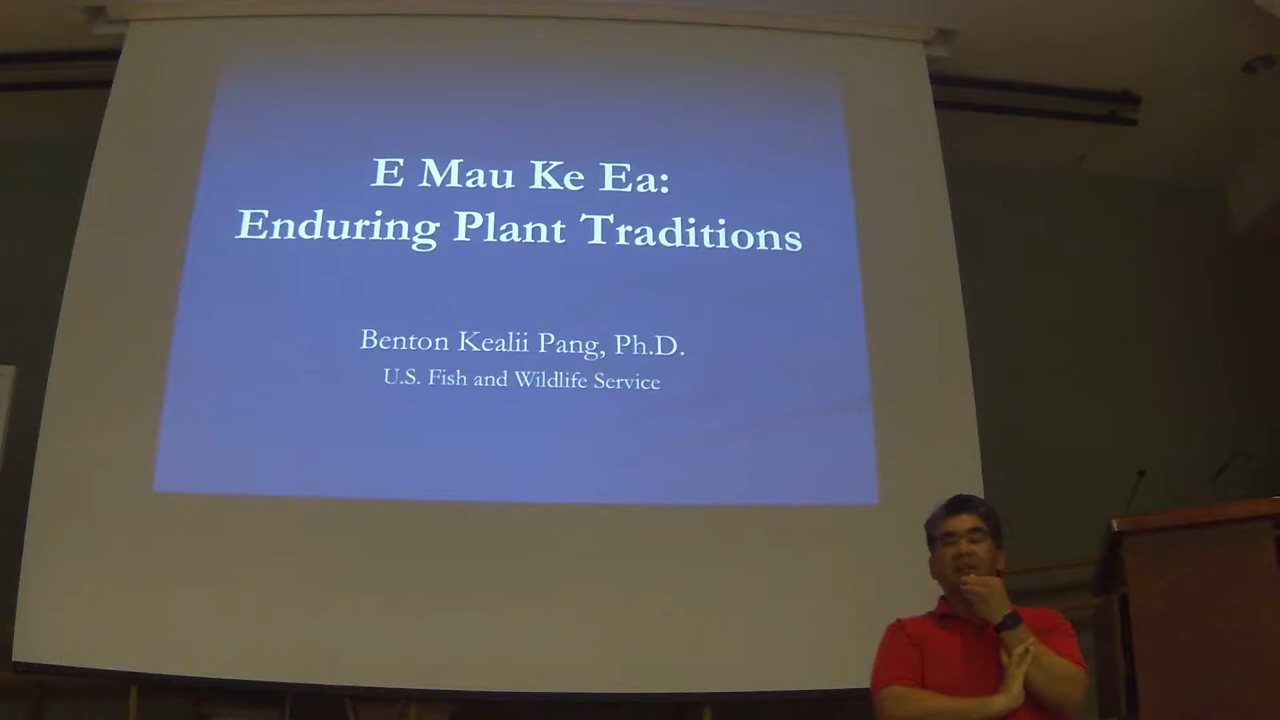 E Mau Ke Ea:
Enduring Plant Traditions
Benton Kealii Pang, Ph.D.
U.S. Fish and Wildlife Service